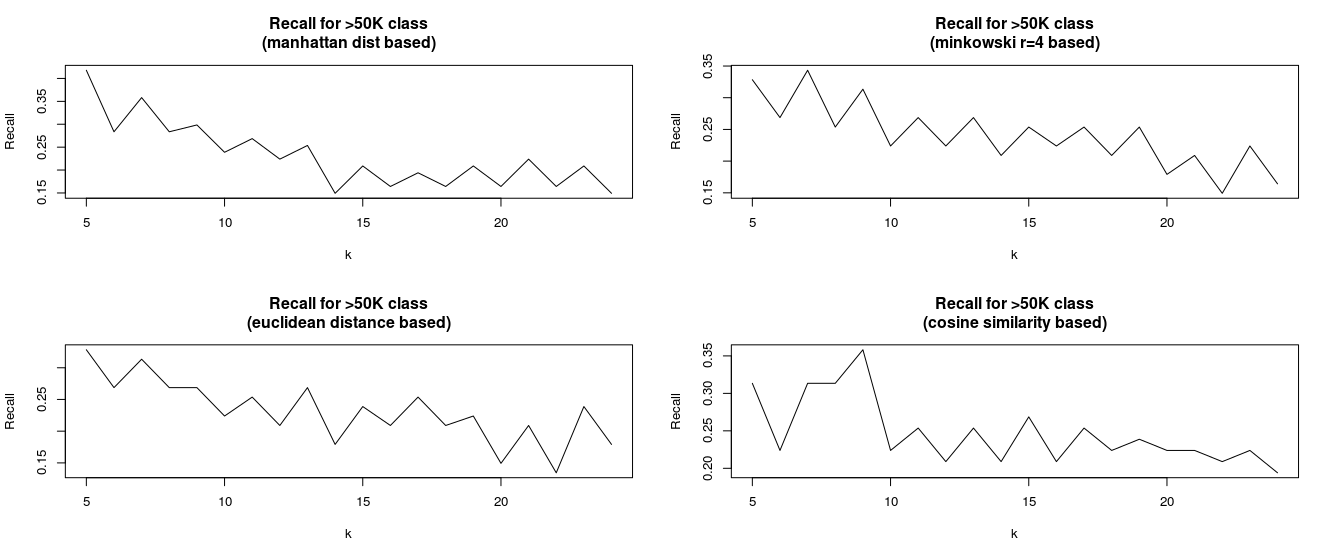 Recall for >50K class
(manhattan dist based)
Recall
0.15 0.25 0.35
5 10 15 20
k
Recall for >50K class
(minkowski r=4 based)
Recall
0.15 0.25 0.35
5 10 15 20
k
Recall for >50K class
(euclidean distance based)
Recall
0.15 0.25
5 10 15 20
k
Recall for >50K class
(cosine similarity based)
Recall
0.20 0.25 0.30 0.35
5 10 15 20
k